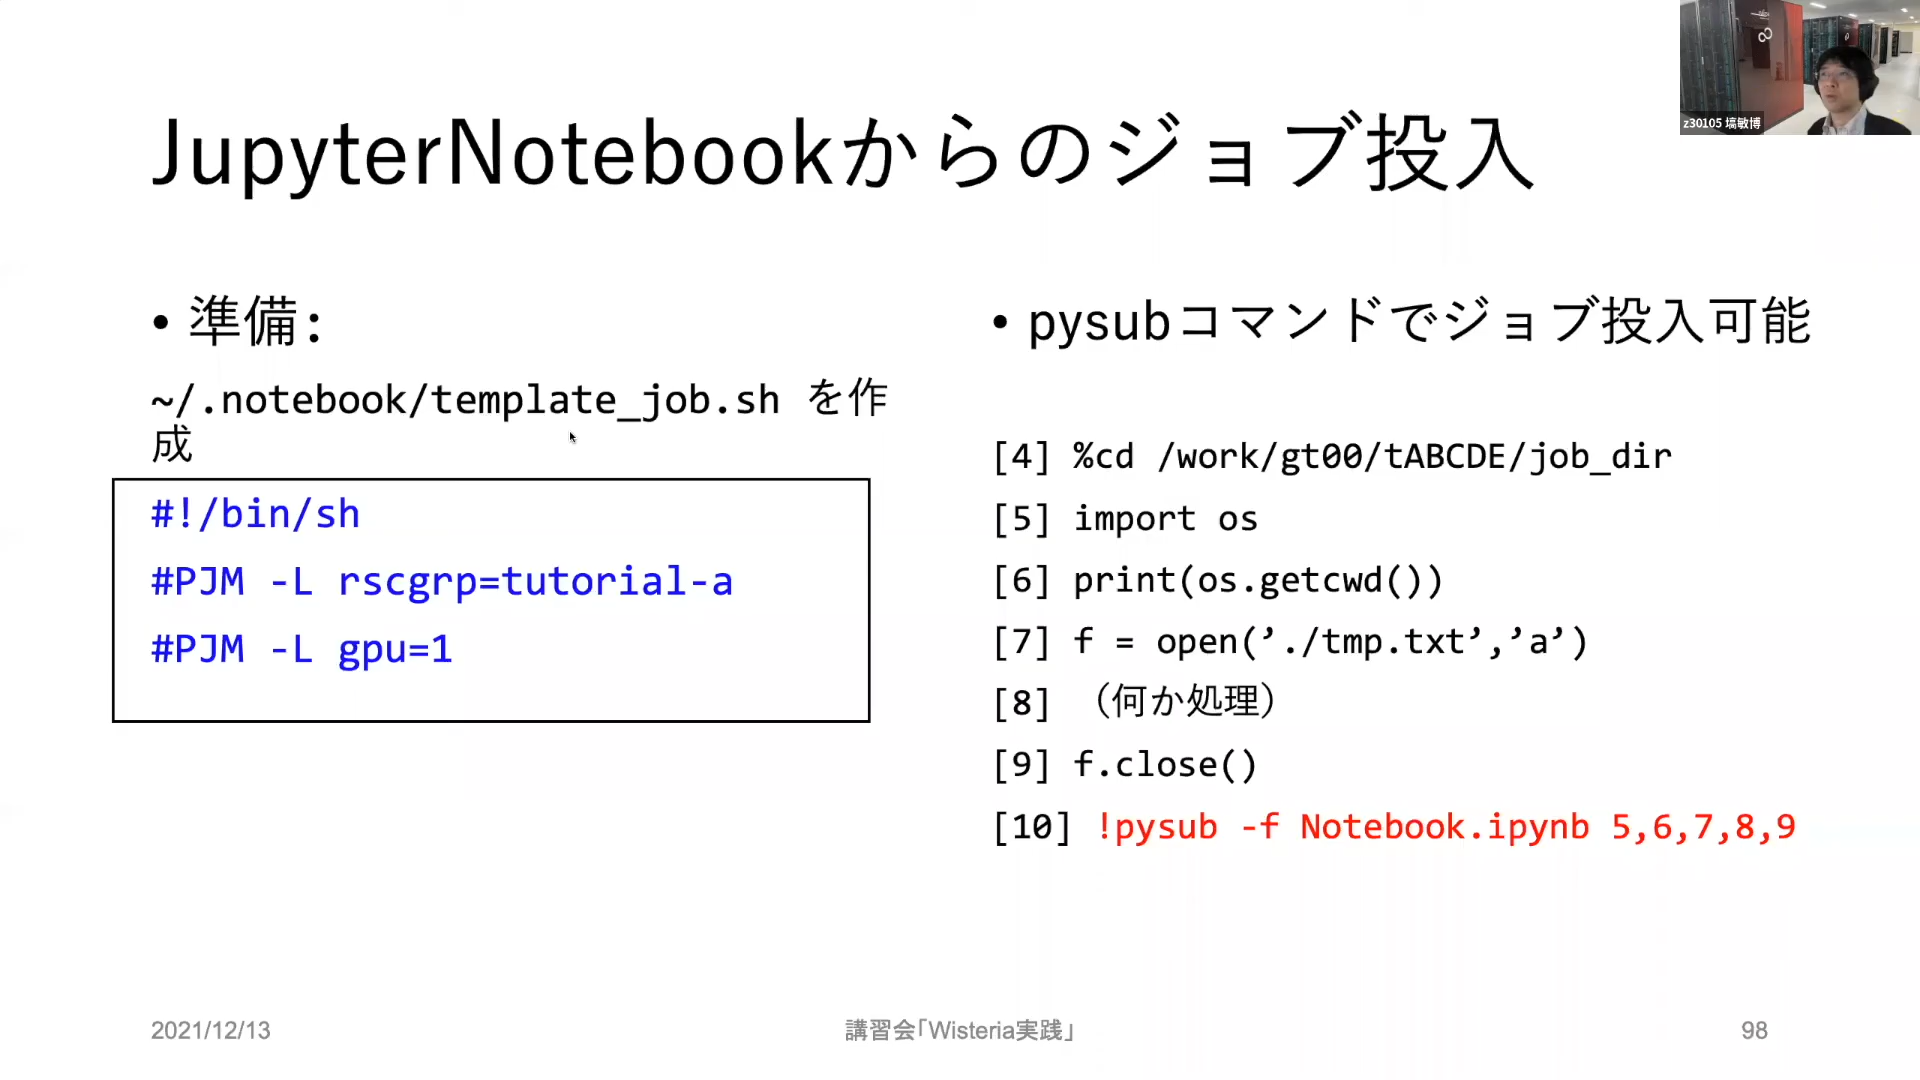 JupyterNotebookからのジョブ投入
z30105 塙敏博
• 準備:
~/.notebook/template_job.sh を作
成
#!/bin/sh
#PJM -L rscgrp=tutorial-a
#PJM -L gpu=1
• pysubコマンドでジョブ投入可能
[4] %cd /work/gt00/tABCDE/job_dir
[5] import os
[6] print(os.getcwd())
[7] f = open(’./tmp.txt’,’a’)
[8] （何か処理）
[9] f.close()
[10] !pysub -f Notebook.ipynb 5,6,7,8,9
2021/12/13
講習会「Wisteria実践」
98